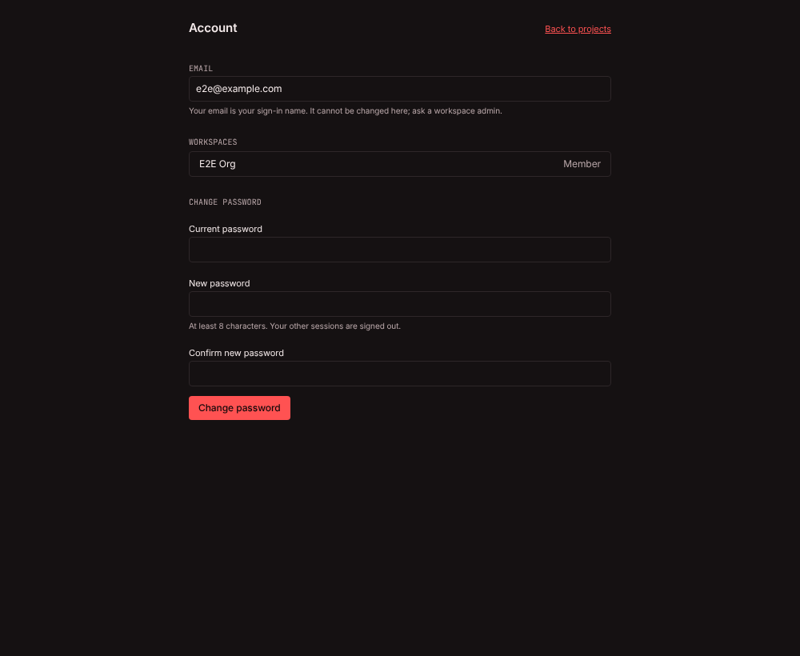 Account
Back to projects
EMAIL
e2e@example.com
Your email is your sign-in name. It cannot be changed here; ask a workspace admin.
WORKSPACES
E2E Org
Member
CHANGE PASSWORD
Current password
New password
At least 8 characters. Your other sessions are signed out.
Confirm new password
Change password